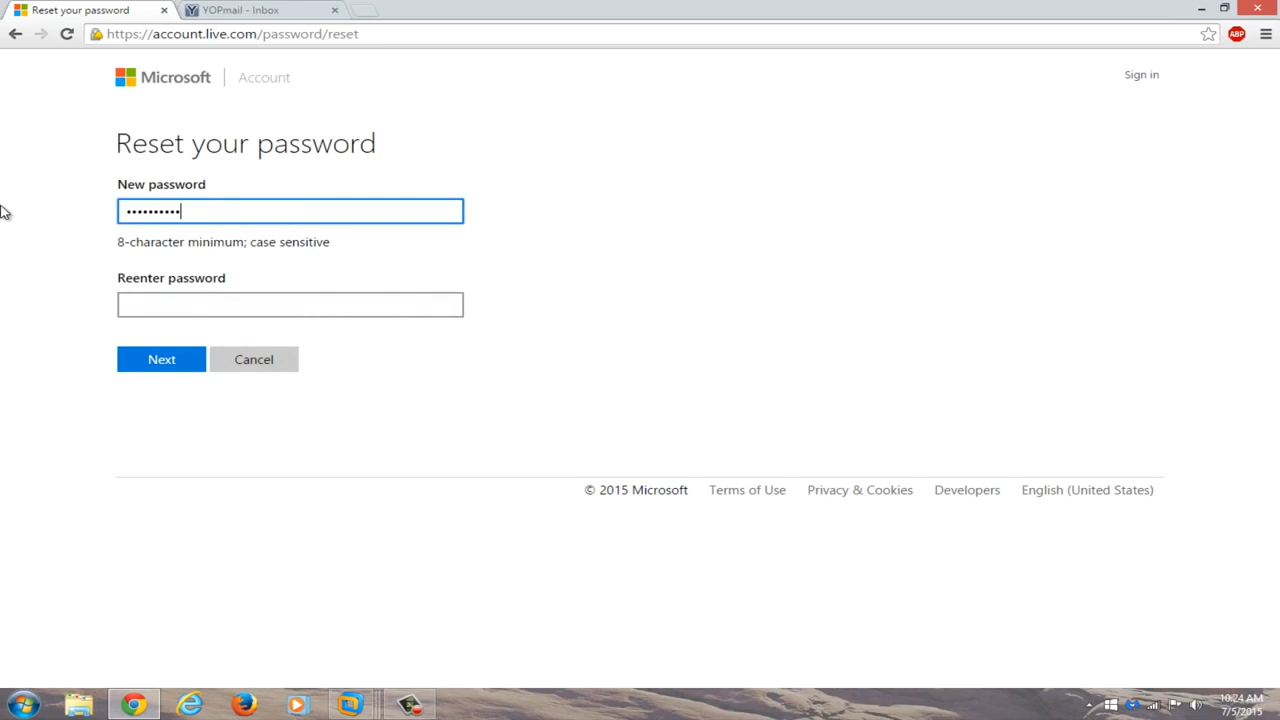 Reset your password
YOPmail - Inbox
https://account.live.com/password/reset
ABP
Microsoft
Account
Sign in
Reset your password
New password
••••••••••
8-character minimum; case sensitive
Reenter password
Next
Cancel
© 2015 Microsoft
Terms of Use
Privacy & Cookies
Developers
English (United States)
10:24 AM
7/5/2015